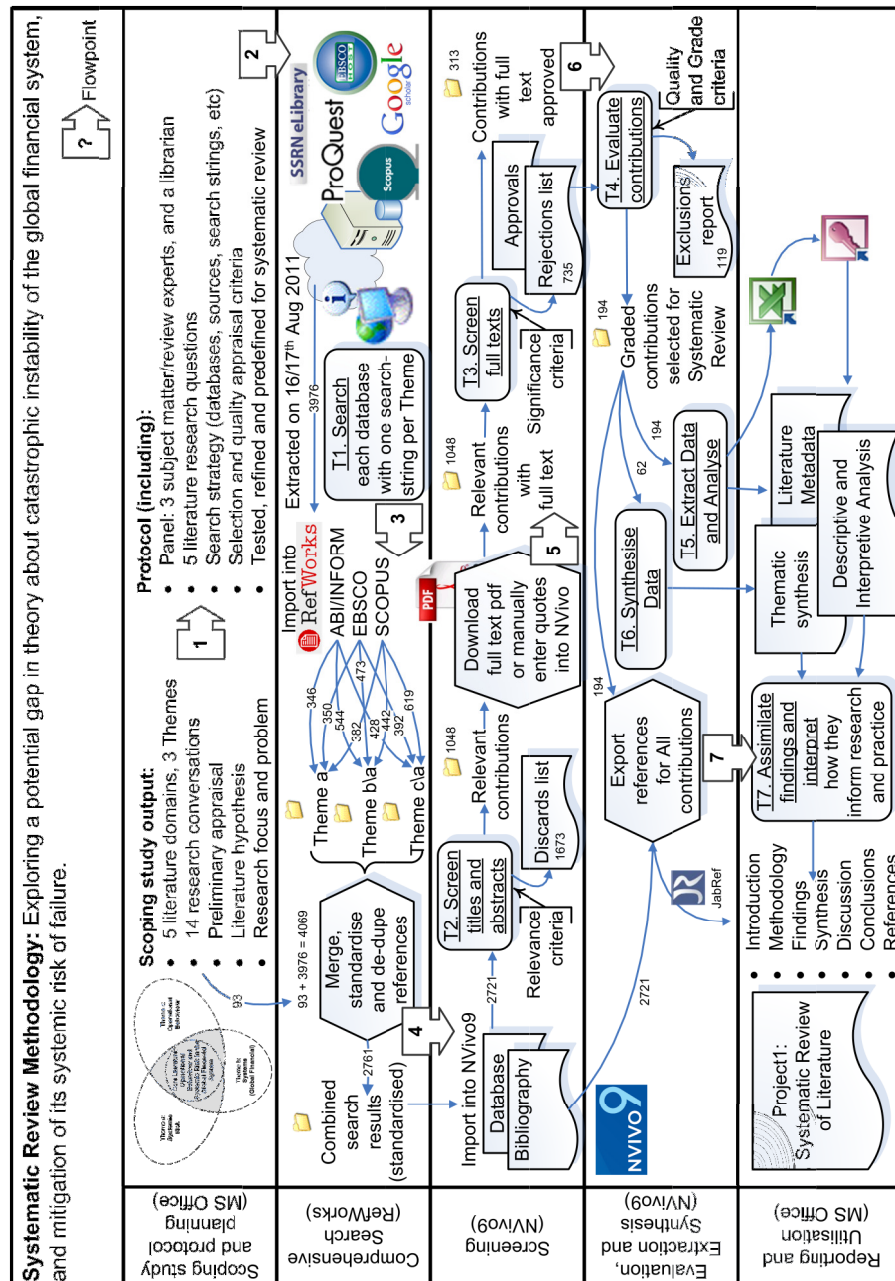 Systematic Review Methodology: Exploring a potential gap in theory about catastrophic instability of the global financial system,
and mitigation of its systemic risk of failure.
?
Flowpoint
Scoping study
planning
and protocol
(MS Office)
Theme a:
Systemic
Risk
Theme c:
Operational
Behaviour
Theme b:
Systems
(Global Financial)
93
Scoping study output:
• 5 literature domains, 3 Themes
• 14 research conversations
• Preliminary appraisal
• Literature hypothesis
• Research focus and problem
1
Protocol (including):
• Panel: 3 subject matter/review experts, and a librarian
• 5 literature research questions
• Search strategy (databases, sources, search strings, etc)
• Selection and quality appraisal criteria
• Tested, refined and predefined for systematic review
2
Comprehensive
Search
(RefWorks)
Combined
search
results
(standardised)
2761
4
93 + 3976 = 4069
Merge,
standardise
and de-dupe
references
Theme a
Theme b\a
Theme c\a
346
350
544
382
473
428
442
392
619
Import into
RefWorks
ABI/INFORM
EBSCO
SCOPUS
3
3976
Extracted on 16/17th Aug 2011
T1. Search
each database
with one search-
string per Theme
SSRN eLibrary
ProQuest
EBSCO
HOST
Scopus
Google
scholar
Screening
(NVivo9)
Import into NVivo9
Database
Bibliography
2721
T2. Screen
titles and
abstracts
Relevance
criteria
Discards list
1673
1048
Relevant
contributions
PDF
Download
full text pdf
or manually
enter quotes
into NVivo
5
1048
Relevant
contributions
with
full text
T3. Screen
full texts
Significance
criteria
Approvals
Rejections list
735
313
Contributions
with full
text
approved
6
Evaluation,
Extraction and
Synthesis
(NVivo9)
NVIVO
9
2721
Export
references
for All
contributions
194
JabRef
7
T6. Synthesise
Data
62
194
T5. Extract Data
and Analyse
194
Graded
contributions
selected for
Systematic
Review
T4. Evaluate
contributions
Quality
and Grade
criteria
Exclusions
report
119
Reporting and
Utilisation
(MS Office)
Project1:
Systematic Review
of Literature
• Introduction
• Methodology
• Findings
• Synthesis
• Discussion
• Conclusions
• References
T7. Assimilate
findings and
interpret
how they
inform research
and practice
Thematic
synthesis
Literature
Metadata
Descriptive and
Interpretive Analysis